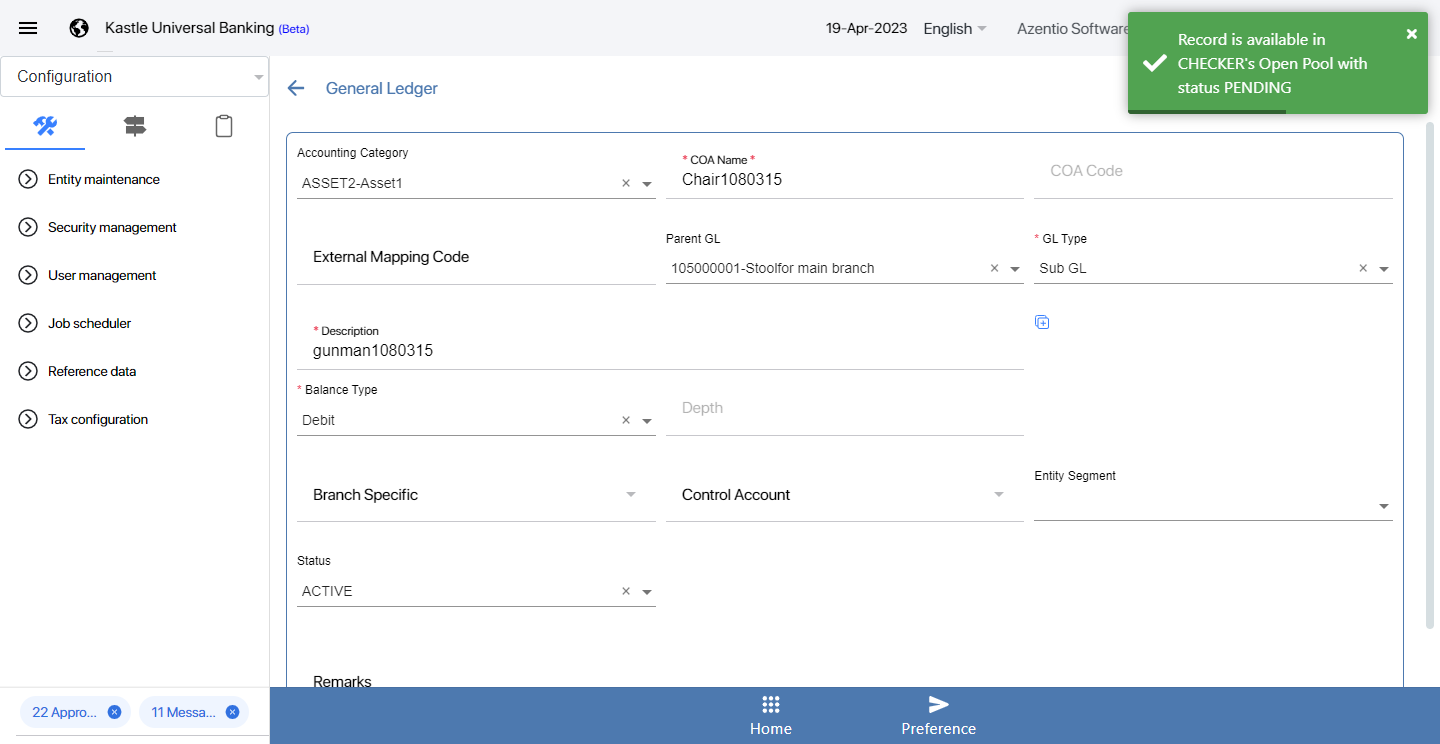 Kastle Universal Banking (Beta)
19-Apr-2023
English
Azentio Software
Record is available in
CHECKER's Open Pool with
status PENDING
Configuration
General Ledger
Entity maintenance
Security management
User management
Job scheduler
Reference data
Tax configuration
Accounting Category
ASSET2-Asset1
* COA Name *
Chair1080315
COA Code
External Mapping Code
Parent GL
105000001-Stoolfor main branch
* GL Type
Sub GL
* Description
gunman1080315
* Balance Type
Debit
Depth
Branch Specific
Control Account
Entity Segment
Status
ACTIVE
Remarks
22 Appro...
11 Messa...
Home
Preference